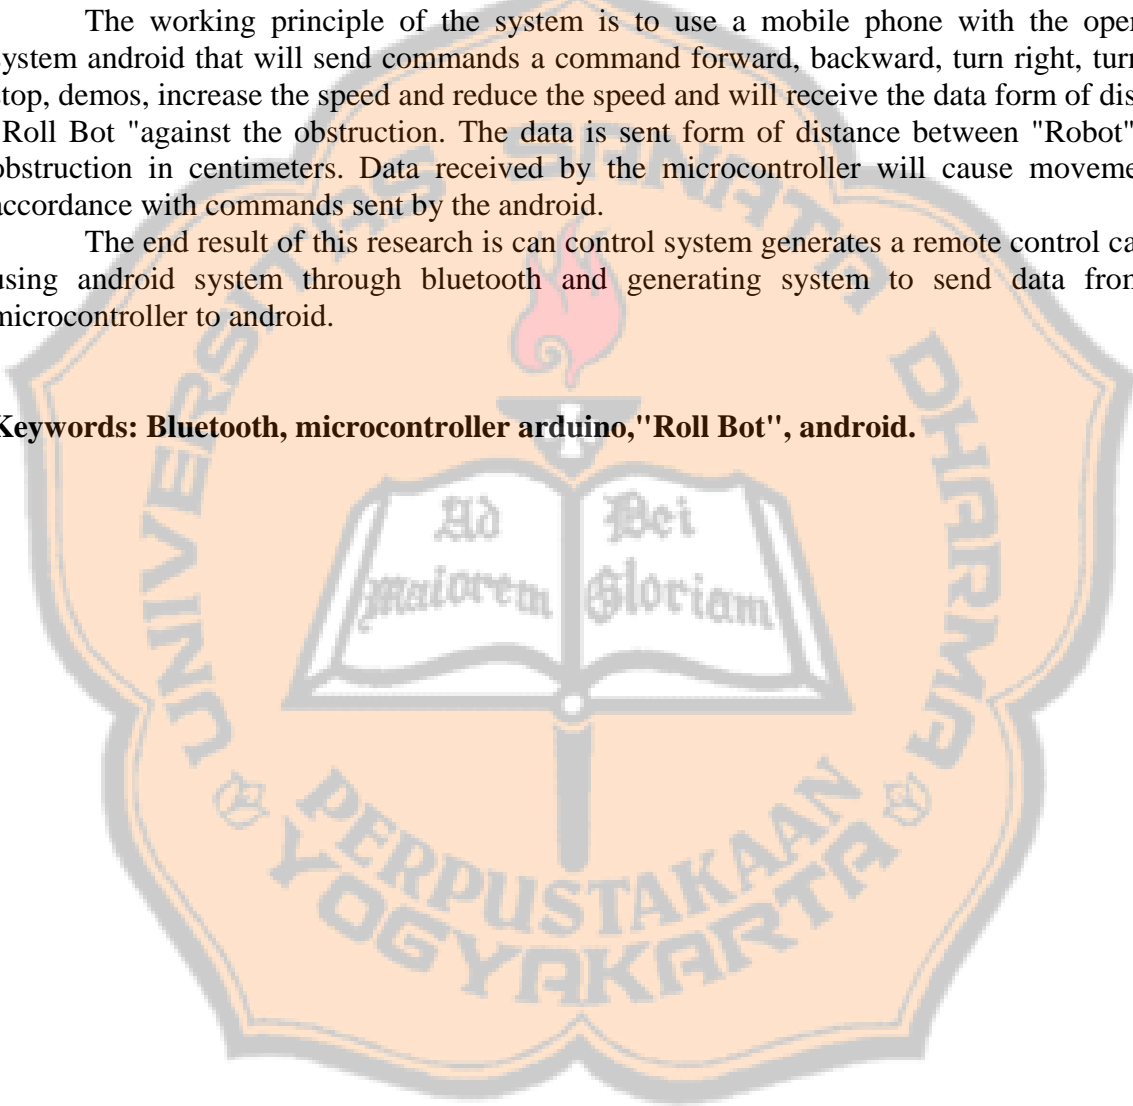 The working principle of the system is to use a mobile phone with the oper
system android that will send commands a command forward, backward, turn right, turn
stop, demos, increase the speed and reduce the speed and will receive the data form of dis
"Roll Bot "against the obstruction. The data is sent form of distance between "Robot"
obstruction in centimeters. Data received by the microcontroller will cause moveme
accordance with commands sent by the android.
The end result of this research is can control system generates a remote control ca
using android system through bluetooth and generating system to send data from
microcontroller to android.
Keywords: Bluetooth, microcontroller arduino,"Roll Bot", android.
UNIVERSITAS SANATA DHARMA
Ad Dei
maiorem Gloriam
PERPUSTAKAAN
YOGYAKARTA